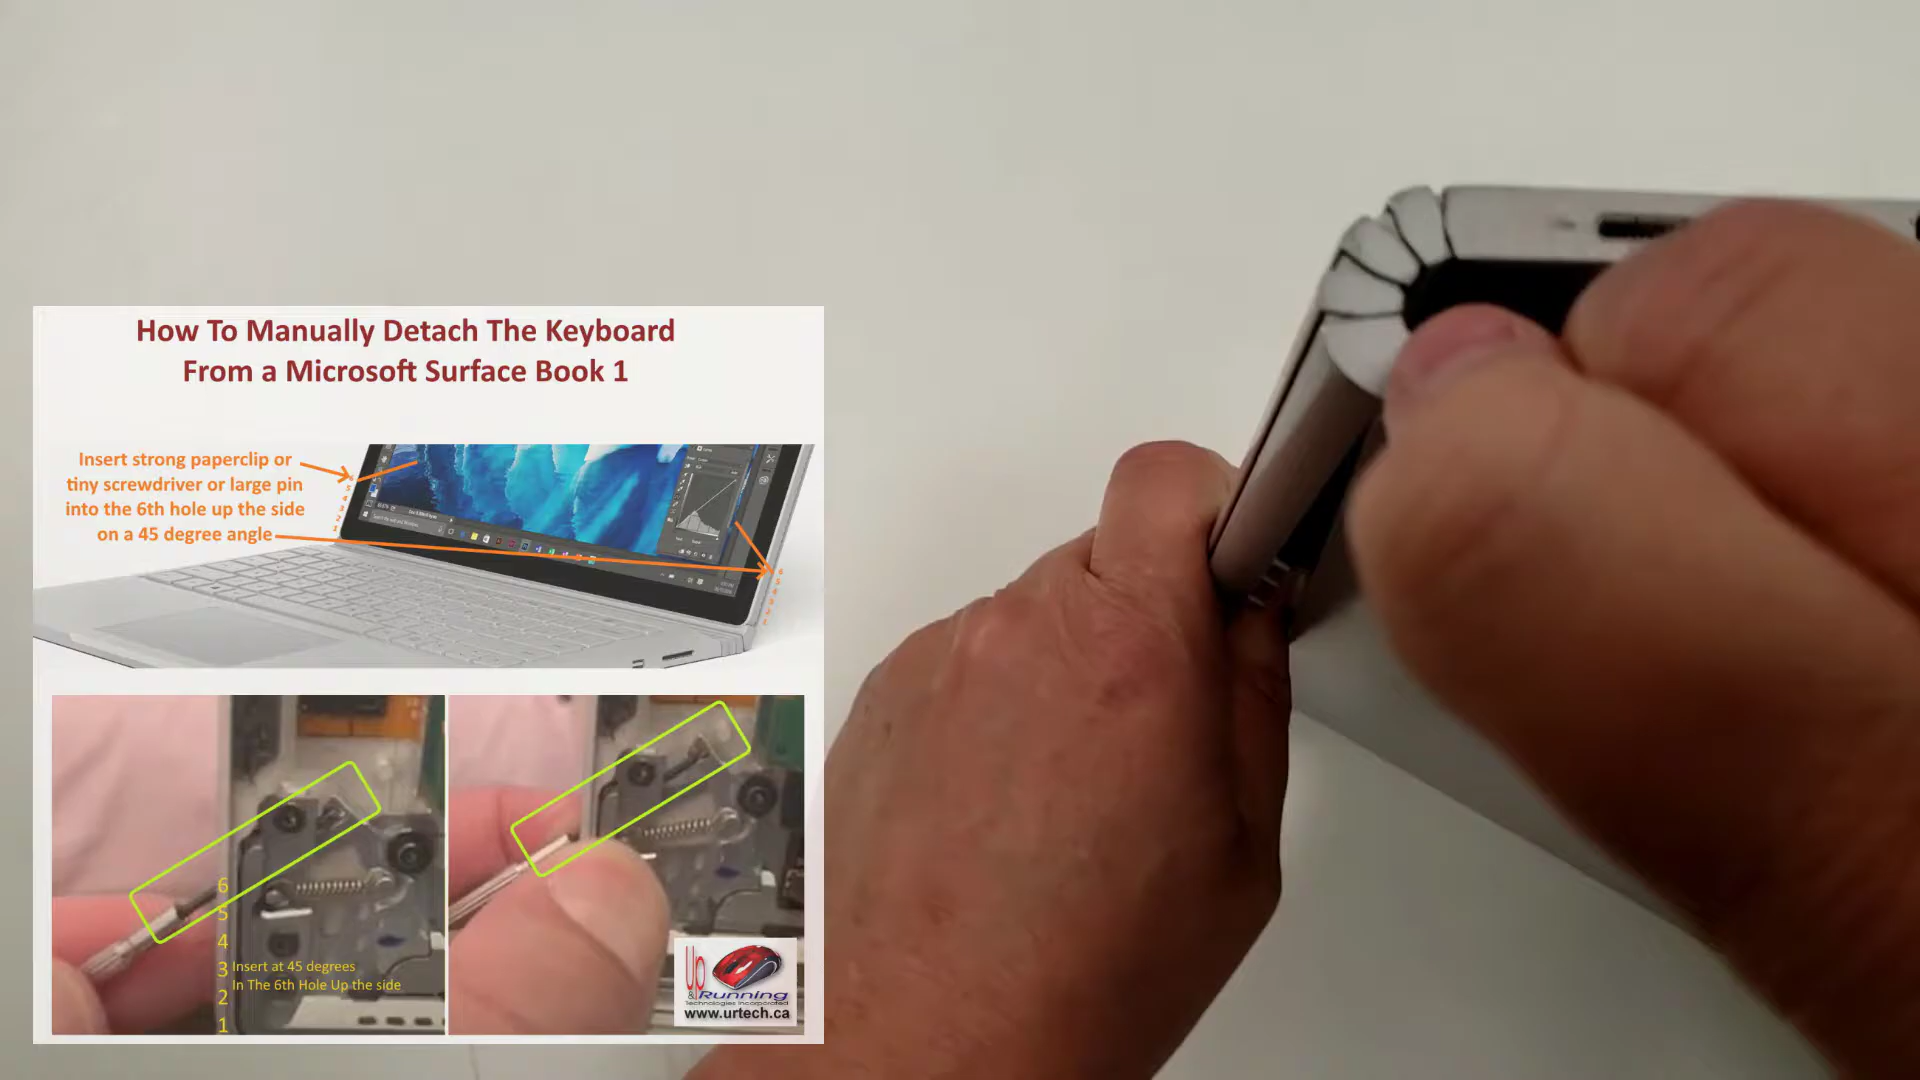 How To Manually Detach The Keyboard
From a Microsoft Surface Book 1
Insert strong paperclip or
tiny screwdriver or large pin
into the 6th hole up the side
on a 45 degree angle
6
5
4
3
2
1
Insert at 45 degrees
In The 6th Hole Up the side
Up
&Running
Technologies Incorporated
www.urtech.ca